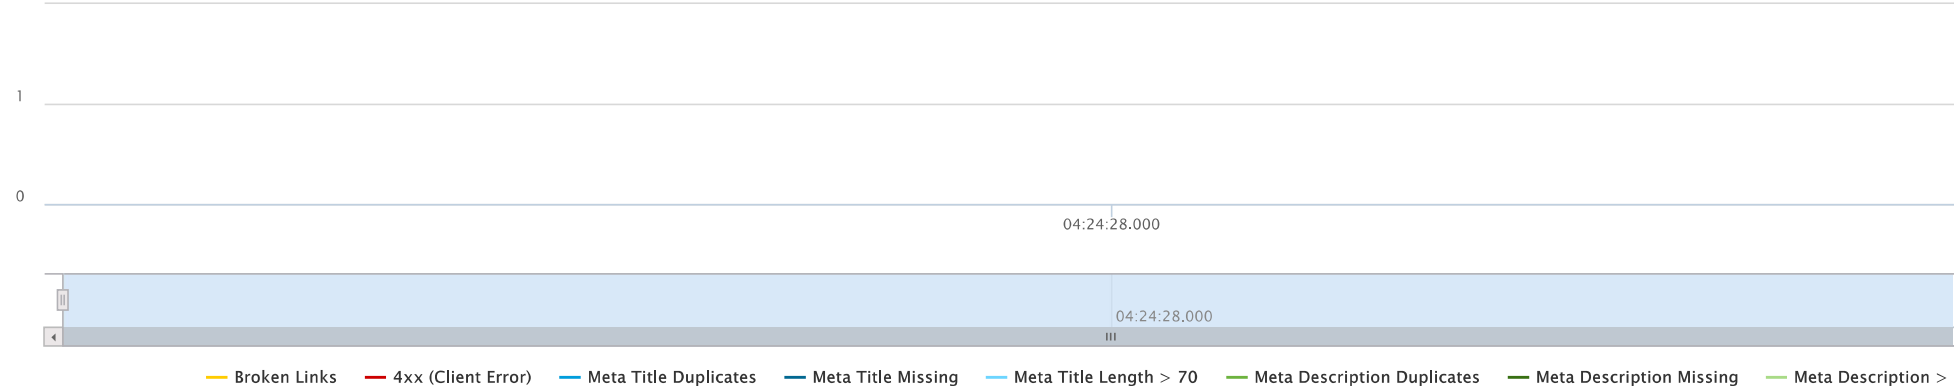 1
0
04:24:28.000
04:24:28.000
Broken Links 4xx (Client Error) Meta Title Duplicates Meta Title Missing Meta Title Length > 70 Meta Description Duplicates Meta Description Missing Meta Description >